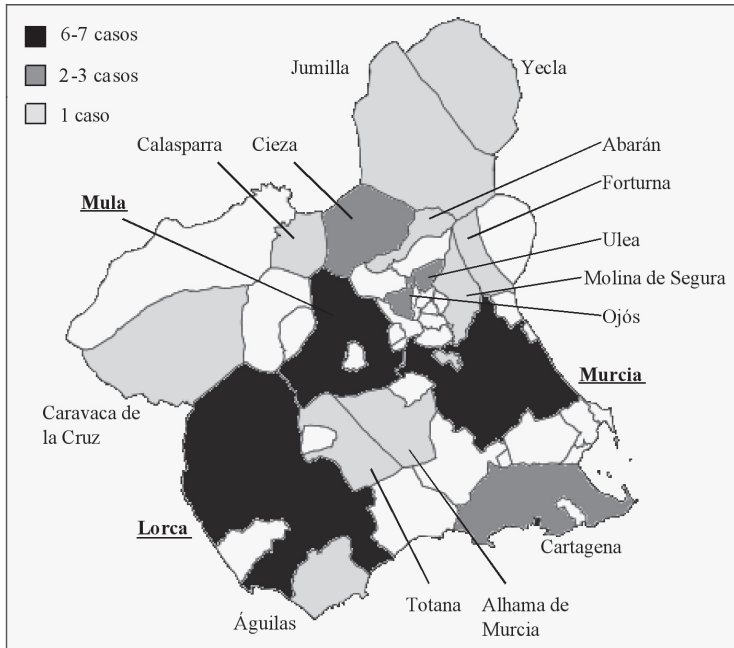 6-7 casos
2-3 casos
1 caso
Jumilla
Yecla
Calasparra
Cieza
Abarán
Forturna
Mula
Ulea
Molina de Segura
Ojós
Murcia
Caravaca de
la Cruz
Lorca
Cartagena
Águilas
Totana
Alhama de
Murcia